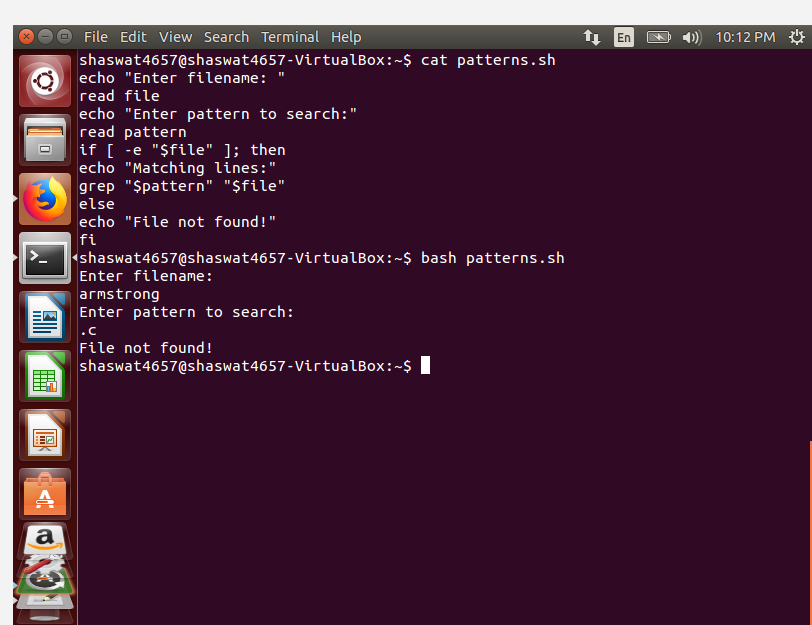 File Edit View Search Terminal Help En 10:12 PM
shaswat4657@shaswat4657-VirtualBox:~$ cat patterns.sh
echo "Enter filename: "
read file
echo "Enter pattern to search:"
read pattern
if [ -e "$file" ]; then
echo "Matching lines:"
grep "$pattern" "$file"
else
echo "File not found!"
fi
shaswat4657@shaswat4657-VirtualBox:~$ bash patterns.sh
Enter filename:
armstrong
Enter pattern to search:
.c
File not found!
shaswat4657@shaswat4657-VirtualBox:~$